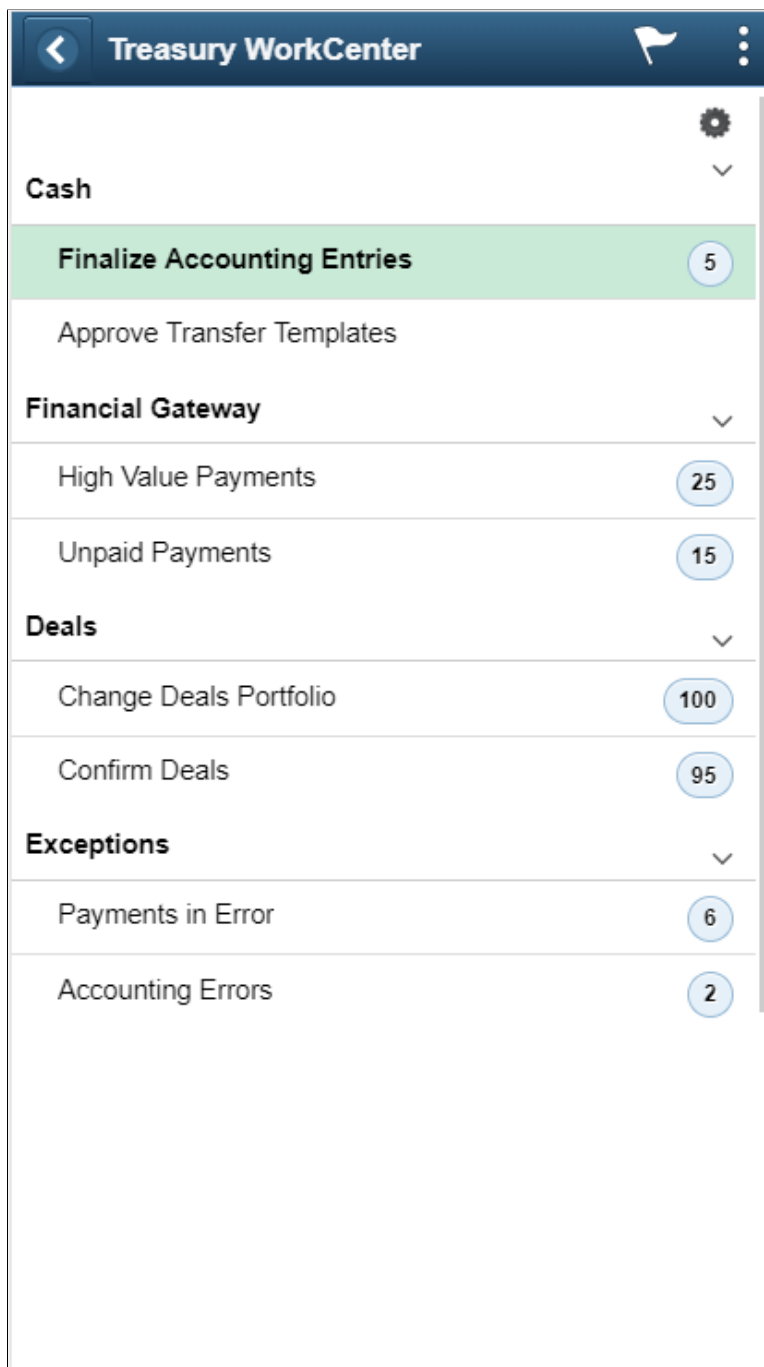 Treasury WorkCenter
Cash
Finalize Accounting Entries 5
Approve Transfer Templates
Financial Gateway
High Value Payments 25
Unpaid Payments 15
Deals
Change Deals Portfolio 100
Confirm Deals 95
Exceptions
Payments in Error 6
Accounting Errors 2